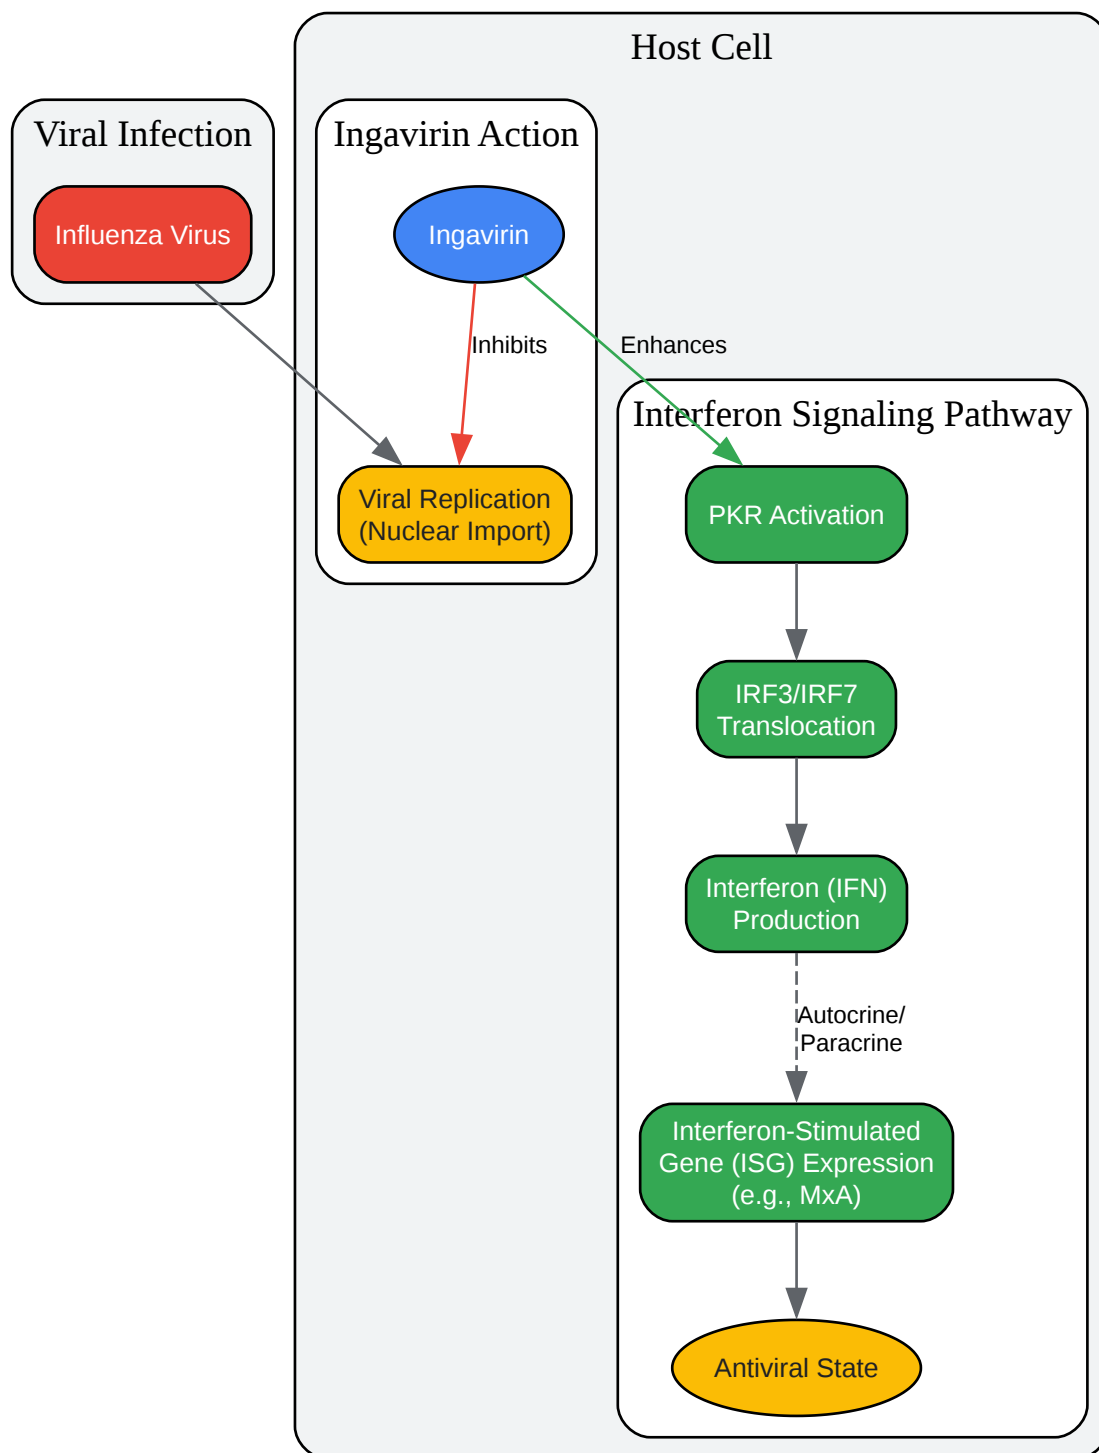 Host Cell
Viral Infection
Ingavirin Action
Influenza Virus
Ingavirin
Inhibits
Enhances
Interferon Signaling Pathway
Viral Replication
(Nuclear Import)
PKR Activation
IRF3/IRF7
Translocation
Interferon (IFN)
Production
Autocrine/
Paracrine
Interferon-Stimulated
Gene (ISG) Expression
(e.g., MxA)
Antiviral State